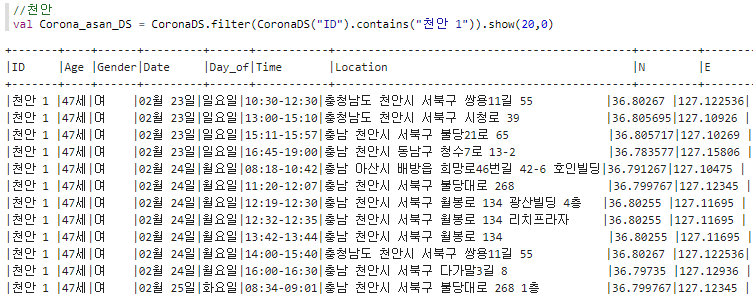 //천안
val Corona_asan_DS = CoronaDS.filter(CoronaDS("ID").contains("천안 1")).show(20,0)
|ID |Age |Gender|Date |Day_of|Time |Location |N |E
|천안 1 |47세|여 |02월 23일|일요일|10:30-12:30|충청남도 천안시 서북구 쌍용11길 55 |36.80267 |127.122536|
|천안 1 |47세|여 |02월 23일|일요일|13:00-15:10|충청남도 천안시 서북구 시청로 39 |36.805695|127.10926 |
|천안 1 |47세|여 |02월 23일|일요일|15:11-15:57|충남 천안시 서북구 불당21로 65 |36.805717|127.10269 |
|천안 1 |47세|여 |02월 23일|일요일|16:45-19:00|충남 천안시 동남구 청수7로 13-2 |36.783577|127.15806 |
|천안 1 |47세|여 |02월 24일|월요일|08:18-10:42|충남 아산시 배방읍 희망로46번길 42-6 호인빌딩|36.791267|127.10475 |
|천안 1 |47세|여 |02월 24일|월요일|11:20-12:07|충남 천안시 서북구 불당대로 268 |36.799767|127.12345 |
|천안 1 |47세|여 |02월 24일|월요일|12:19-12:30|충남 천안시 서북구 월봉로 134 광산빌딩 4층 |36.80255 |127.11695 |
|천안 1 |47세|여 |02월 24일|월요일|12:32-12:35|충남 천안시 서북구 월봉로 134 리치프라자 |36.80255 |127.11695 |
|천안 1 |47세|여 |02월 24일|월요일|13:42-13:44|충남 천안시 서북구 월봉로 134 |36.80255 |127.11695 |
|천안 1 |47세|여 |02월 24일|월요일|14:00-15:40|충청남도 천안시 서북구 쌍용11길 55 |36.80267 |127.122536|
|천안 1 |47세|여 |02월 24일|월요일|16:00-16:30|충남 천안시 서북구 다가말3길 8 |36.79735 |127.12936 |
|천안 1 |47세|여 |02월 25일|화요일|08:34-09:01|충남 천안시 서북구 불당대로 268 1층 |36.799767|127.12345 |